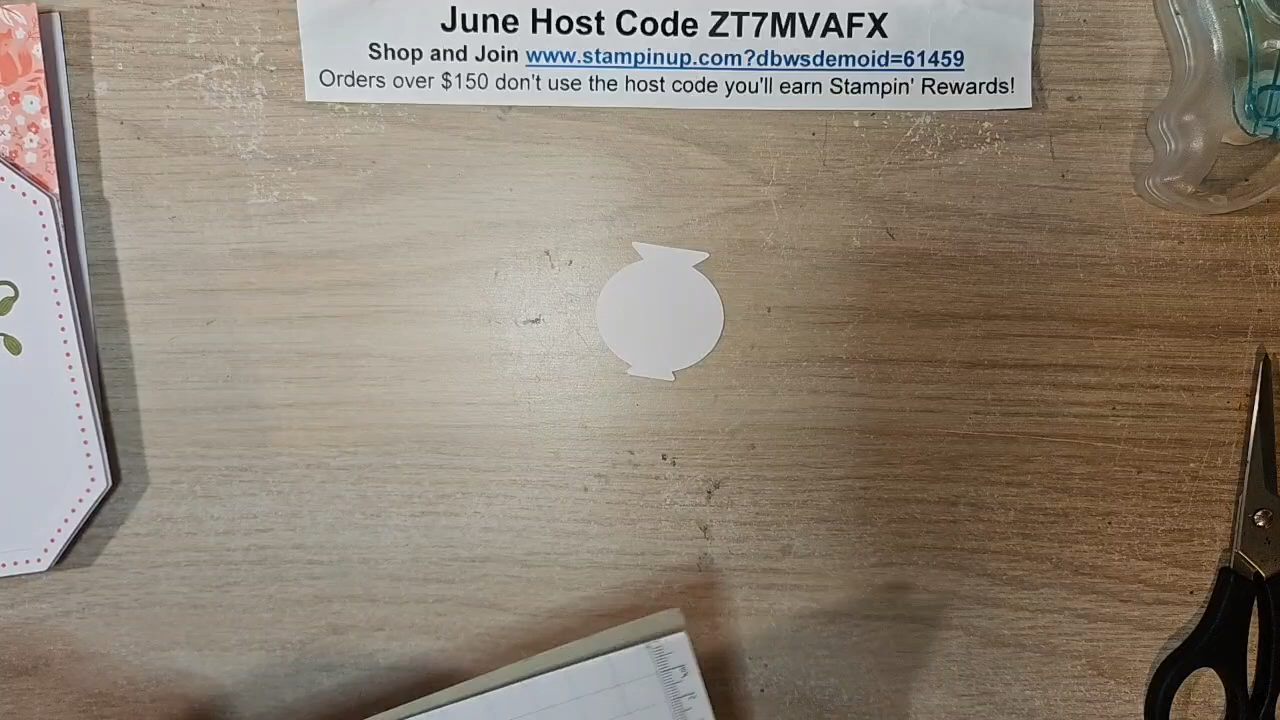 June Host Code ZT7MVAFX
Shop and Join www.stampinup.com?dbwsdemoid=61459
Orders over $150 don't use the host code you'll earn Stampin' Rewards!